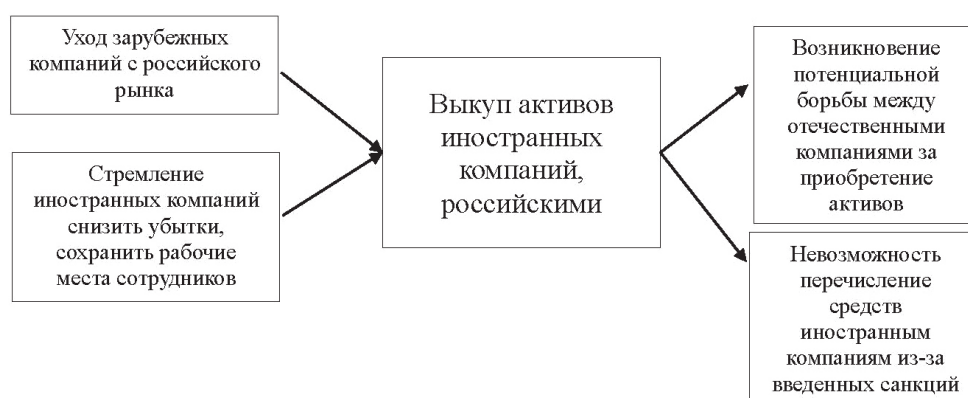 Уход зарубежных
компаний с российского
рынка
Стремление
иностранных компаний
снизить убытки,
сохранить рабочие
места сотрудников
Выкуп активов
иностранных
компаний,
российскими
Возникновение
потенциальной
борьбы между
отечественными
компаниями за
приобретение
активов
Невозможность
перечисление
средств
иностранным
компаниям из-за
введенных санкций